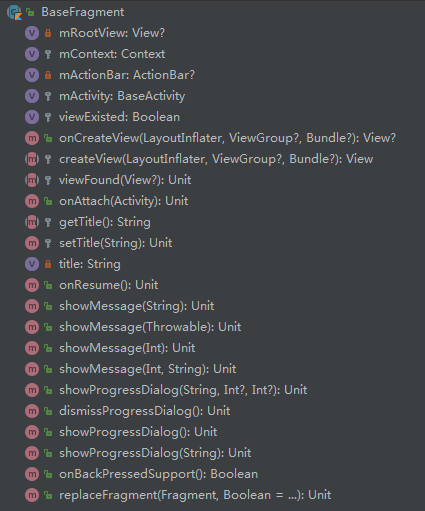 BaseFragment
mRootView: View?
mContext: Context
mActionBar: ActionBar?
mActivity: BaseActivity
viewExisted: Boolean
onCreateView(LayoutInflater, ViewGroup?, Bundle?): View?
createView(LayoutInflater, ViewGroup?, Bundle?): View
viewFound(View?): Unit
onAttach(Activity): Unit
getTitle(): String
setTitle(String): Unit
title: String
onResume(): Unit
showMessage(String): Unit
showMessage(Throwable): Unit
showMessage(Int): Unit
showMessage(Int, String): Unit
showProgressDialog(String, Int?, Int?): Unit
dismissProgressDialog(): Unit
showProgressDialog(): Unit
showProgressDialog(String): Unit
onBackPressedSupport(): Boolean
replaceFragment(Fragment, Boolean = ...): Unit